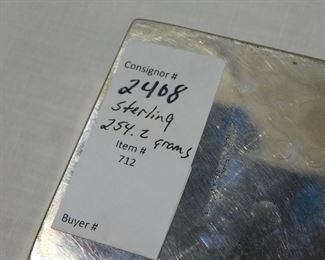 Consignor #
2408
Sterling
254.2 grams
Item #
712
Buyer #